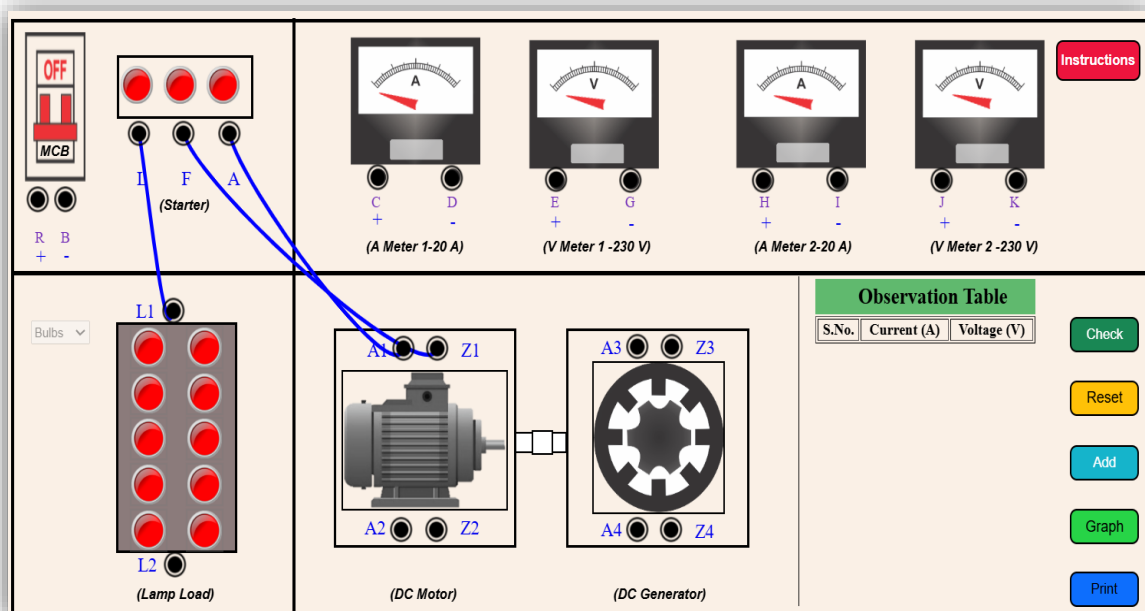 OFF
MCB
R B
+ -
L F A
(Starter)
A
C D
+ -
(A Meter 1-20 A)
V
E G
+ -
(V Meter 1 -230 V)
A
H I
+ -
(A Meter 2-20 A)
V
J K
+ -
(V Meter 2 -230 V)
Instructions
Bulbs
L1
L2
(Lamp Load)
A1 Z1
A2 Z2
(DC Motor)
A3 Z3
A4 Z4
(DC Generator)
Observation Table
S.No. Current (A) Voltage (V)
Check
Reset
Add
Graph
Print